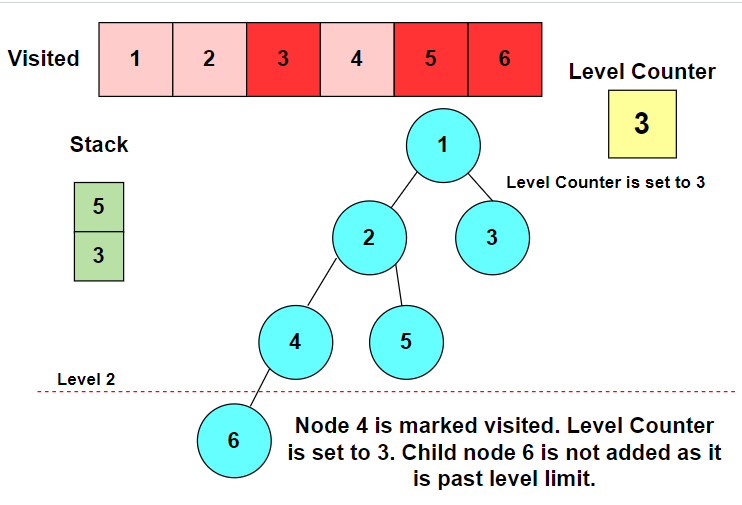 Visited 1 2 3 4 5 6
Level Counter
3
Level Counter is set to 3
Stack
5
3
1
2 3
4 5
Level 2
6
Node 4 is marked visited. Level Counter
is set to 3. Child node 6 is not added as it
is past level limit.